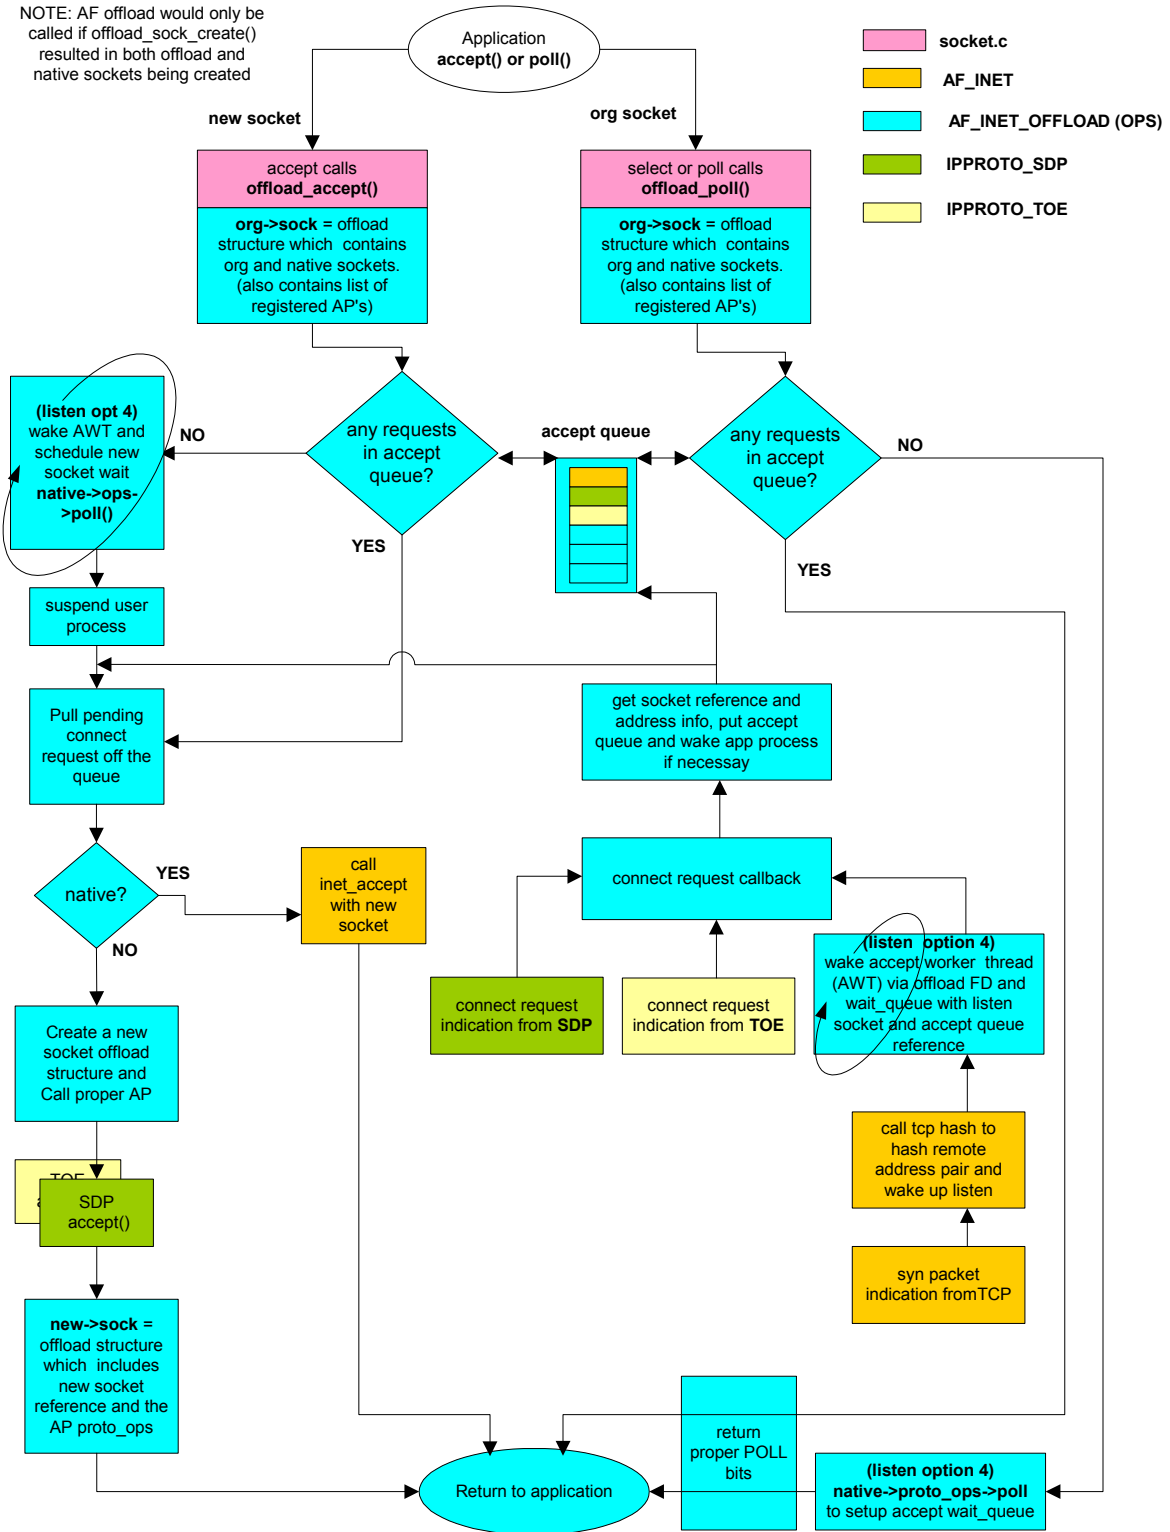 NOTE: AF offload would only be
called if offload_sock_create()
resulted in both offload and
native sockets being created
Application
accept() or poll()
socket.c
AF_INET
AF_INET_OFFLOAD (OPS)
IPPROTO_SDP
IPPROTO_TOE
new socket
org socket
accept calls
offload_accept()
org->sock = offload
structure which contains
org and native sockets.
(also contains list of
registered AP's)
select or poll calls
offload_poll()
org->sock = offload
structure which contains
org and native sockets.
(also contains list of
registered AP's)
(listen opt 4)
wake AWT and
schedule new
socket wait
native->ops-
>poll()
NO
any requests
in accept
queue?
YES
accept queue
any requests
in accept
queue?
NO
YES
suspend user
process
Pull pending
connect
request off the
queue
get socket reference and
address info, put accept
queue and wake app process
if necessay
native?
YES
NO
call
inet_accept
with new
socket
connect request callback
connect request
indication from SDP
connect request
indication from TOE
(listen option 4)
wake accept worker thread
(AWT) via offload FD and
wait_queue with listen
socket and accept queue
reference
Create a new
socket offload
structure and
Call proper AP
call tcp hash to
hash remote
address pair and
wake up listen
TOE
SDP
accept()
syn packet
indication fromTCP
new->sock =
offload structure
which includes
new socket
reference and the
AP proto_ops
return
proper POLL
bits
Return to application
(listen option 4)
native->proto_ops->poll
to setup accept wait_queue